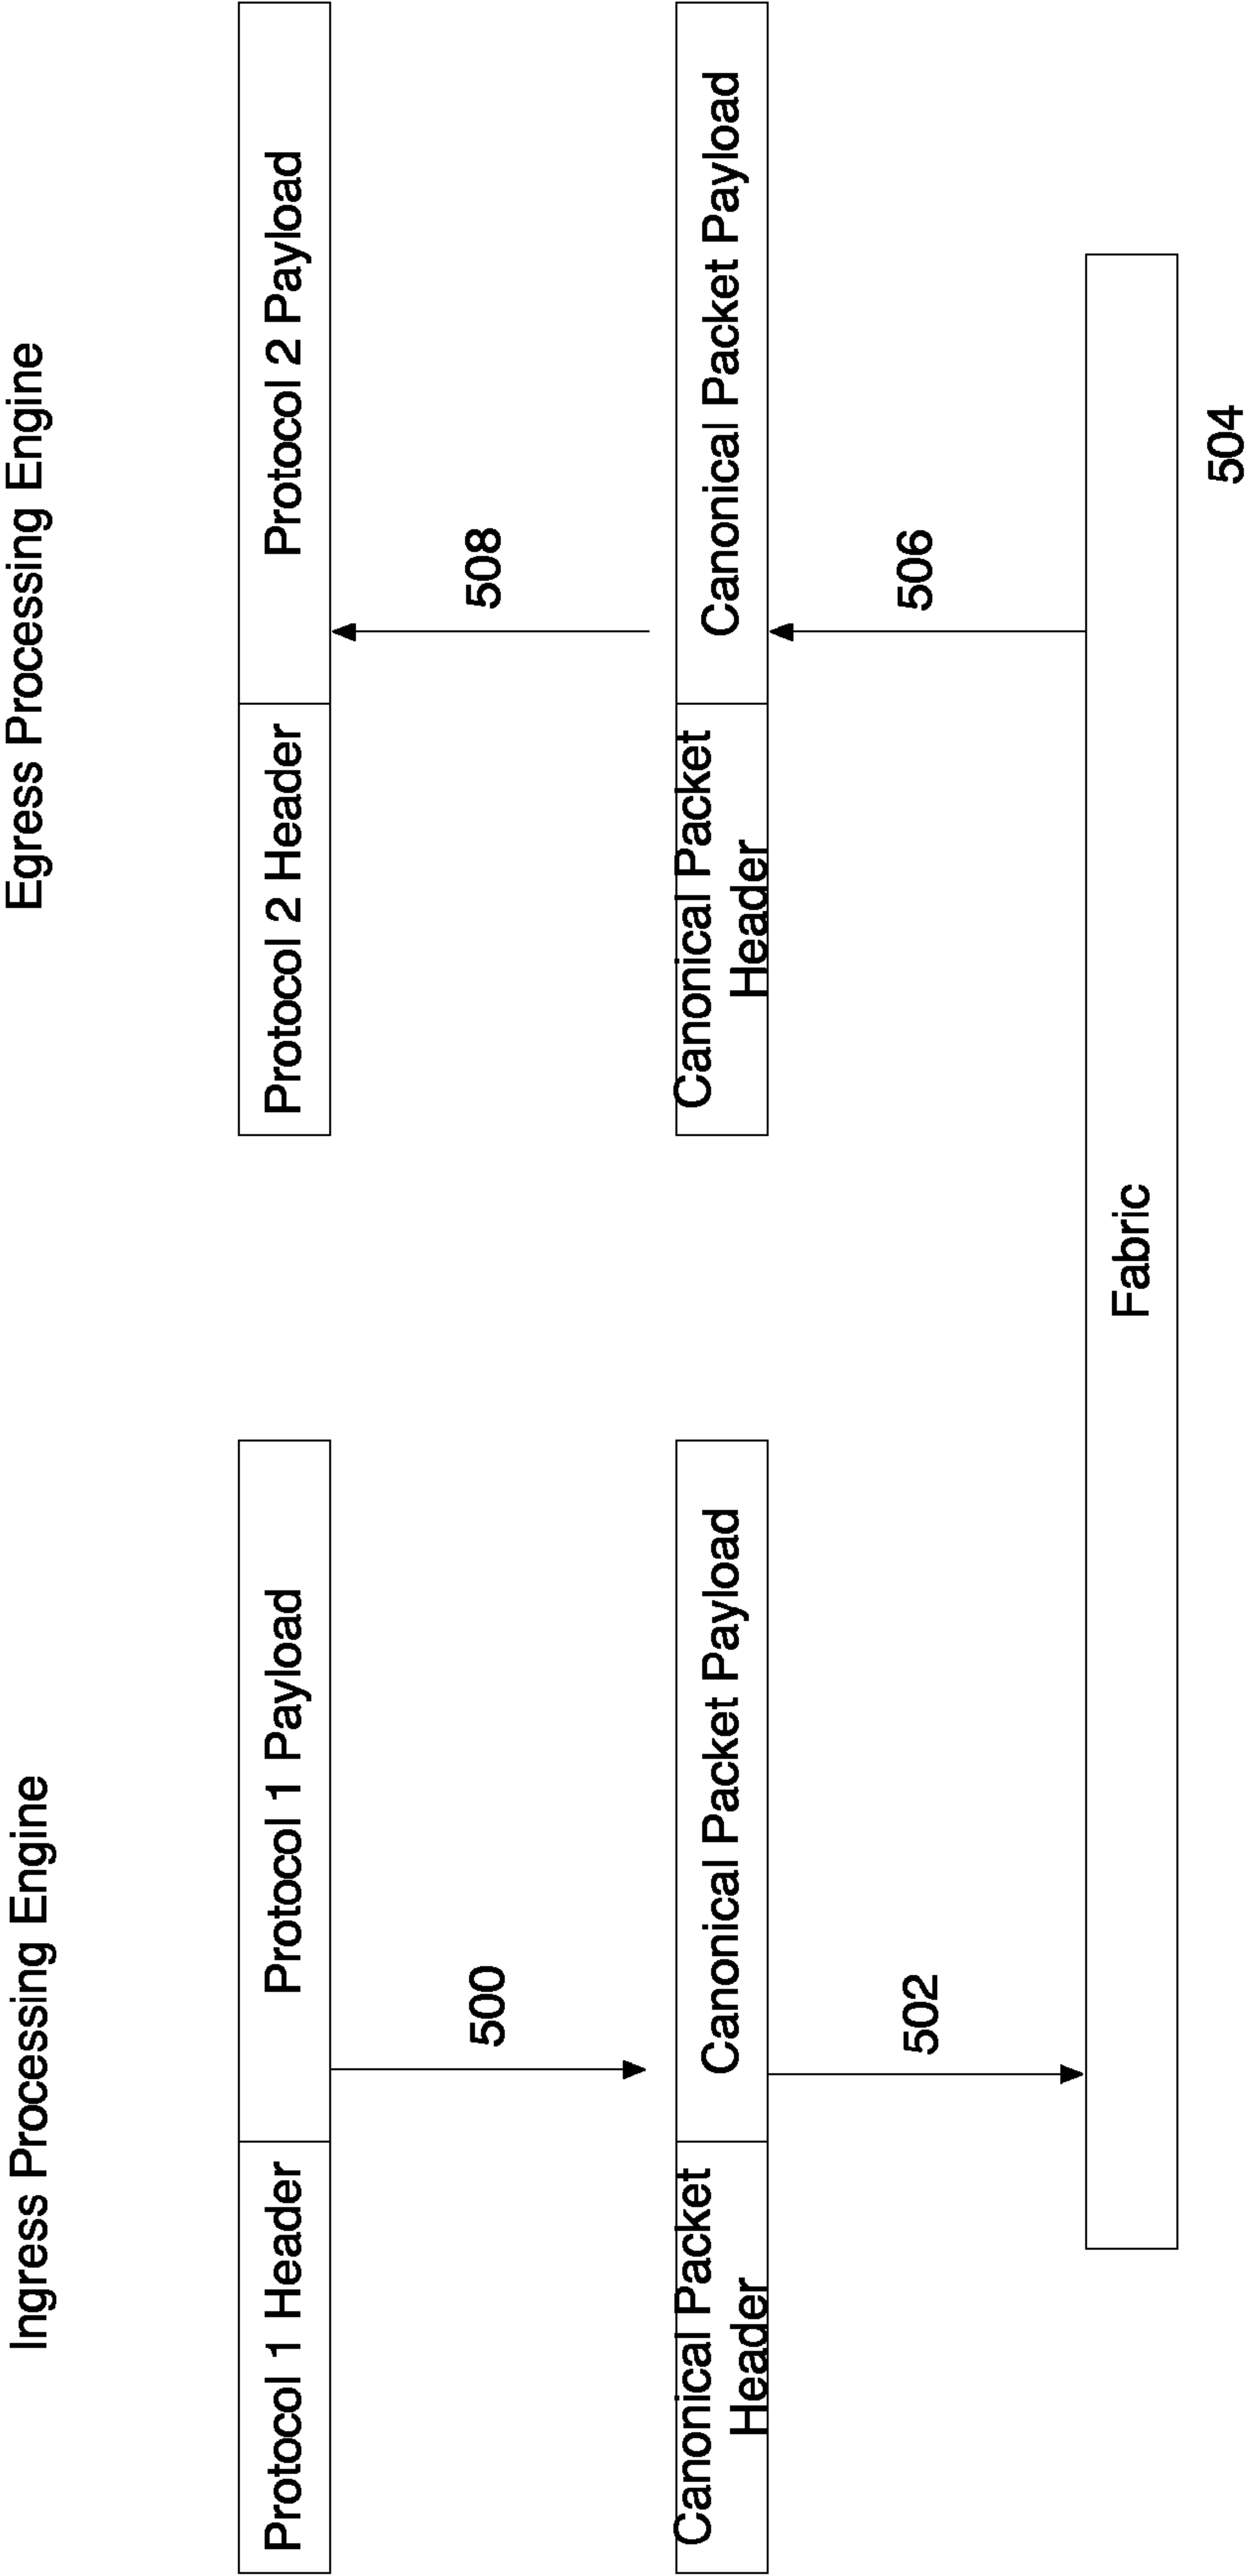 Ingress Processing Engine
Egress Processing Engine
Protocol 1 Header
Protocol 1 Payload
Protocol 2 Header
Protocol 2 Payload
500
508
Canonical Packet
Header
Canonical Packet Payload
Canonical Packet
Header
Canonical Packet Payload
502
506
Fabric
504